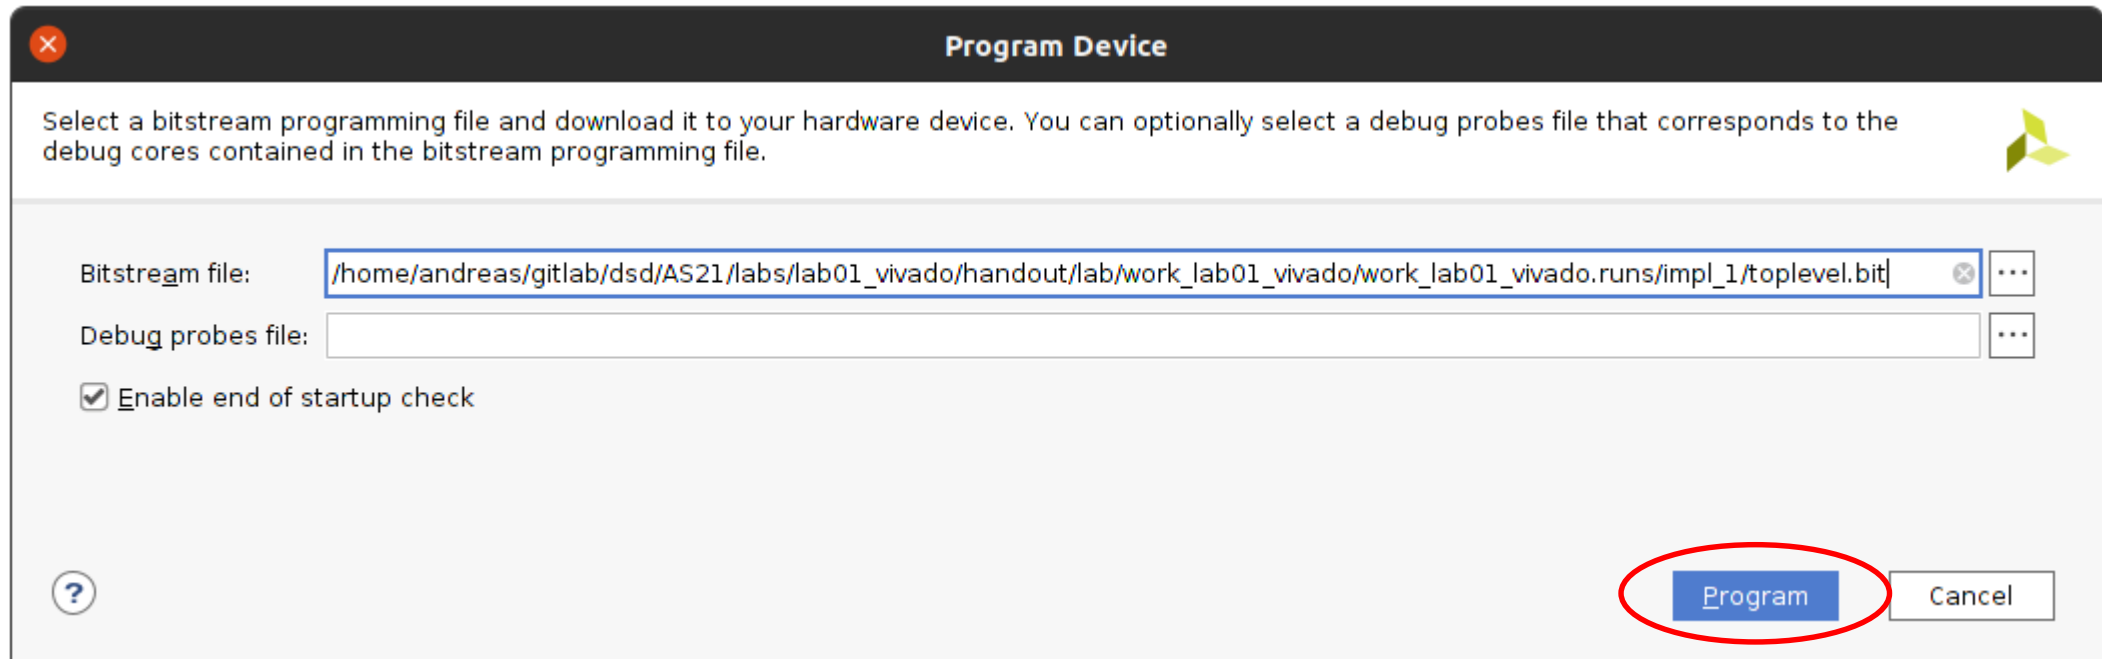 Program Device
Select a bitstream programming file and download it to your hardware device. You can optionally select a debug probes file that corresponds to the
debug cores contained in the bitstream programming file.
Bitstream file: /home/andreas/gitlab/dsd/AS21/labs/lab01_vivado/handout/lab/work_lab01_vivado/work_lab01_vivado.runs/impl_1/toplevel.bit ...
Debug probes file: ...
Enable end of startup check
? Program Cancel